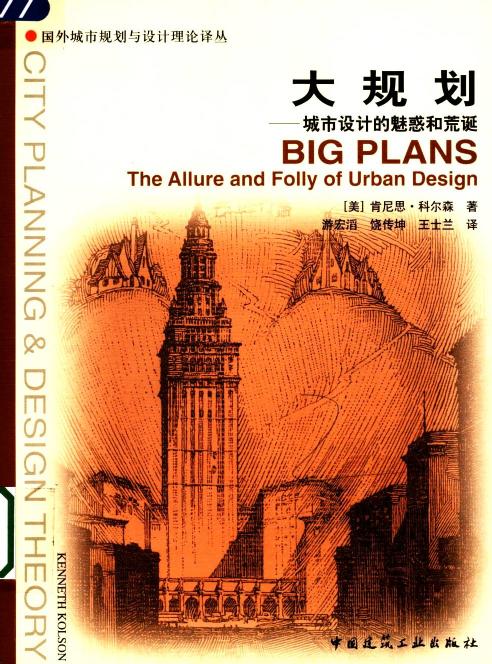 国外城市规划与设计理论译丛
大规划
——城市设计的魅惑和荒诞
BIG PLANS
The Allure and Folly of Urban Design
[美] 肯尼思·科尔森 著
游宏滔 饶传坤 王士兰 译
CITY PLANNING & DESIGN THEORY
KENNETH KOLSON
中国建筑工业出版社